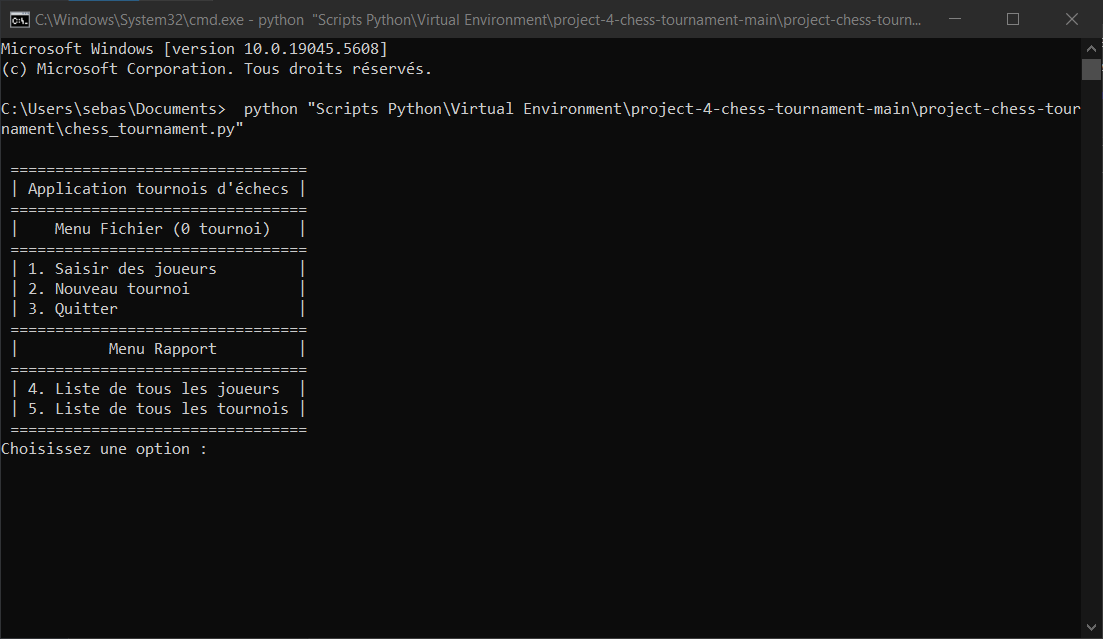 C:\Windows\System32\cmd.exe - python  "Scripts Python\Virtual Environment\project-4-chess-tournament-main\project-chess-tourn...
Microsoft Windows [version 10.0.19045.5608]
(c) Microsoft Corporation. Tous droits réservés.
C:\Users\sebas\Documents>  python "Scripts Python\Virtual Environment\project-4-chess-tournament-main\project-chess-tour
nament\chess_tournament.py"
=================================
| Application tournois d'échecs |
=================================
|    Menu Fichier (0 tournoi)   |
=================================
| 1. Saisir des joueurs         |
| 2. Nouveau tournoi            |
| 3. Quitter                    |
=================================
|          Menu Rapport         |
=================================
| 4. Liste de tous les joueurs  |
| 5. Liste de tous les tournois |
=================================
Choisissez une option :